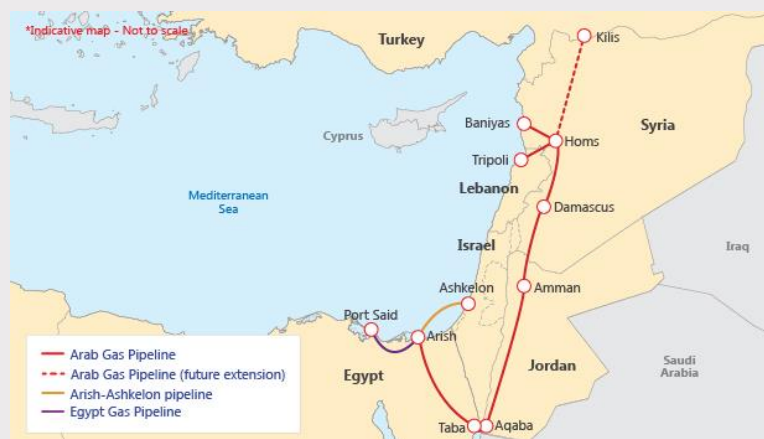 *Indicative map - Not to scale
Turkey
Kilis
Baniyas
Syria
Cyprus
Homs
Tripoli
Lebanon
Mediterranean
Sea
Damascus
Israel
Iraq
Ashkelon
Amman
Port Said
Arish
Arab Gas Pipeline
Arab Gas Pipeline (future extension)
Arish-Ashkelon pipeline
Egypt Gas Pipeline
Egypt
Jordan
Saudi
Arabia
Taba
Aqaba